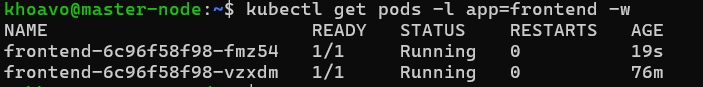 khoavo@master-node:~$ kubectl get pods -l app=frontend -w
NAME READY STATUS RESTARTS AGE
frontend-6c96f58f98-fmz54 1/1 Running 0 19s
frontend-6c96f58f98-vzxdm 1/1 Running 0 76m